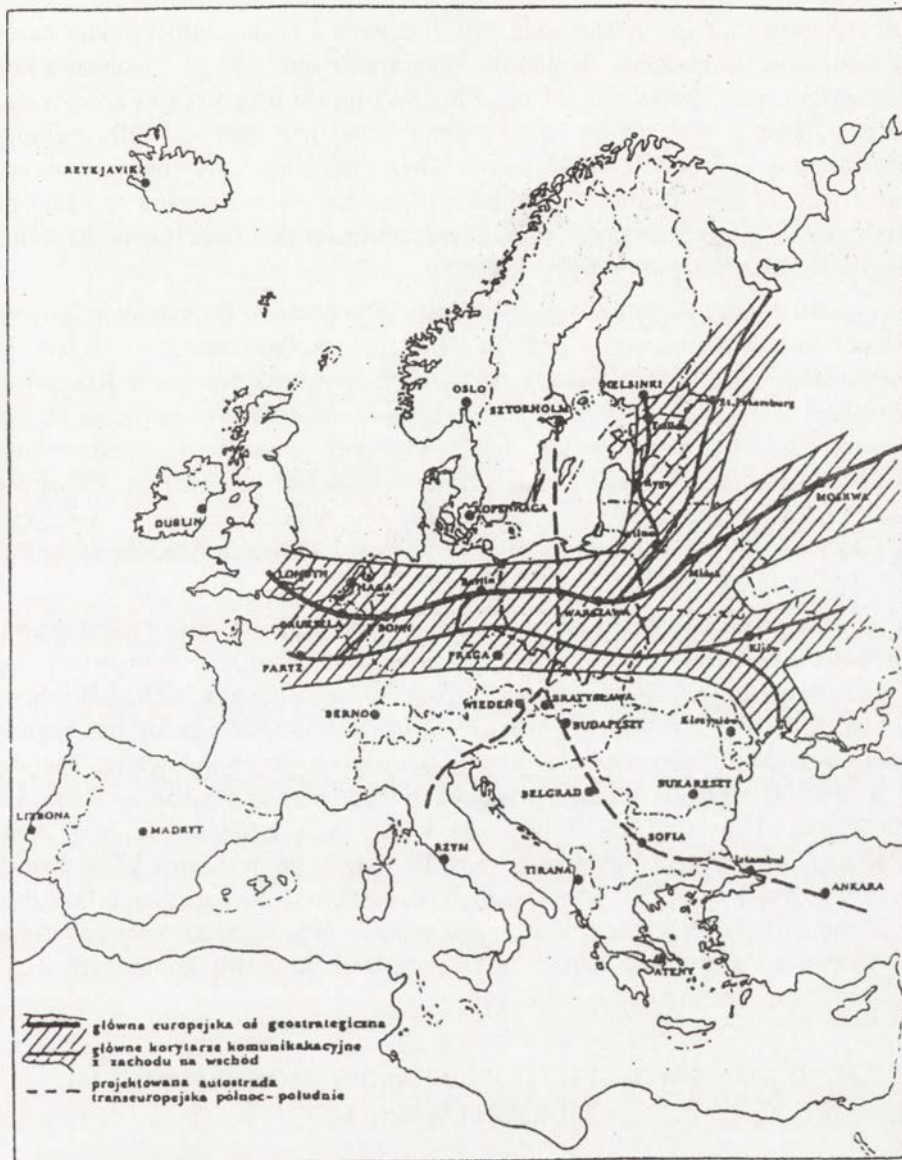 REYKJAVIK
OSLO
HELSINKI
SZTOKHOLM
St. Petersburg
MOSKWA
KOPENHAGA
DUBLIN
LONDYN
HAGA
Berlin
Mińsk
WARSZAWA
BRUKSELA
BONN
PARYŻ
PRAGA
Kijów
WIEDEŃ
BRATYSŁAWA
BERNO
BUDAPESZT
Kiszyniów
BELGRAD
BUKARESZT
LIZBONA
MADRYT
RZYM
SOFIA
TIRANA
Istambul
ANKARA
ATENY
główna europejska oś geostrategiczna
główne korytarze komunikakacyjne
z zachodu na wschód
projektowana autostrada
transeuropejska północ-południe